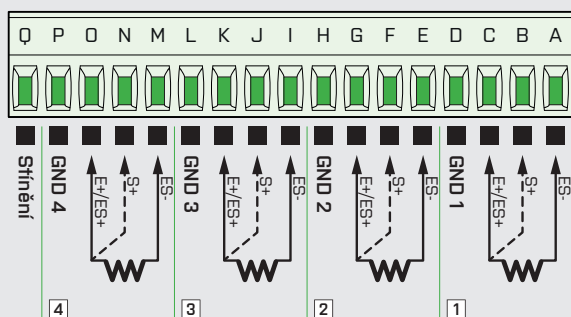 Q P O N M L K J I H G F E D C B A
Stínění
GND 4
E+/ES+
S+
ES-
GND 3
E+/ES+
S+
ES-
GND 2
E+/ES+
S+
ES-
GND 1
E+/ES+
S+
ES-
4
3
2
1